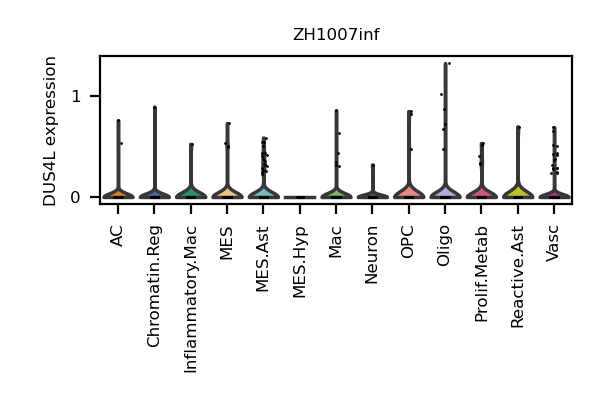 ZH1007inf
DUS4L expression
1
0
AC
Chromatin.Reg
Inflammatory.Mac
MES
MES.Ast
MES.Hyp
Mac
Neuron
OPC
Oligo
Prolif.Metab
Reactive.Ast
Vasc